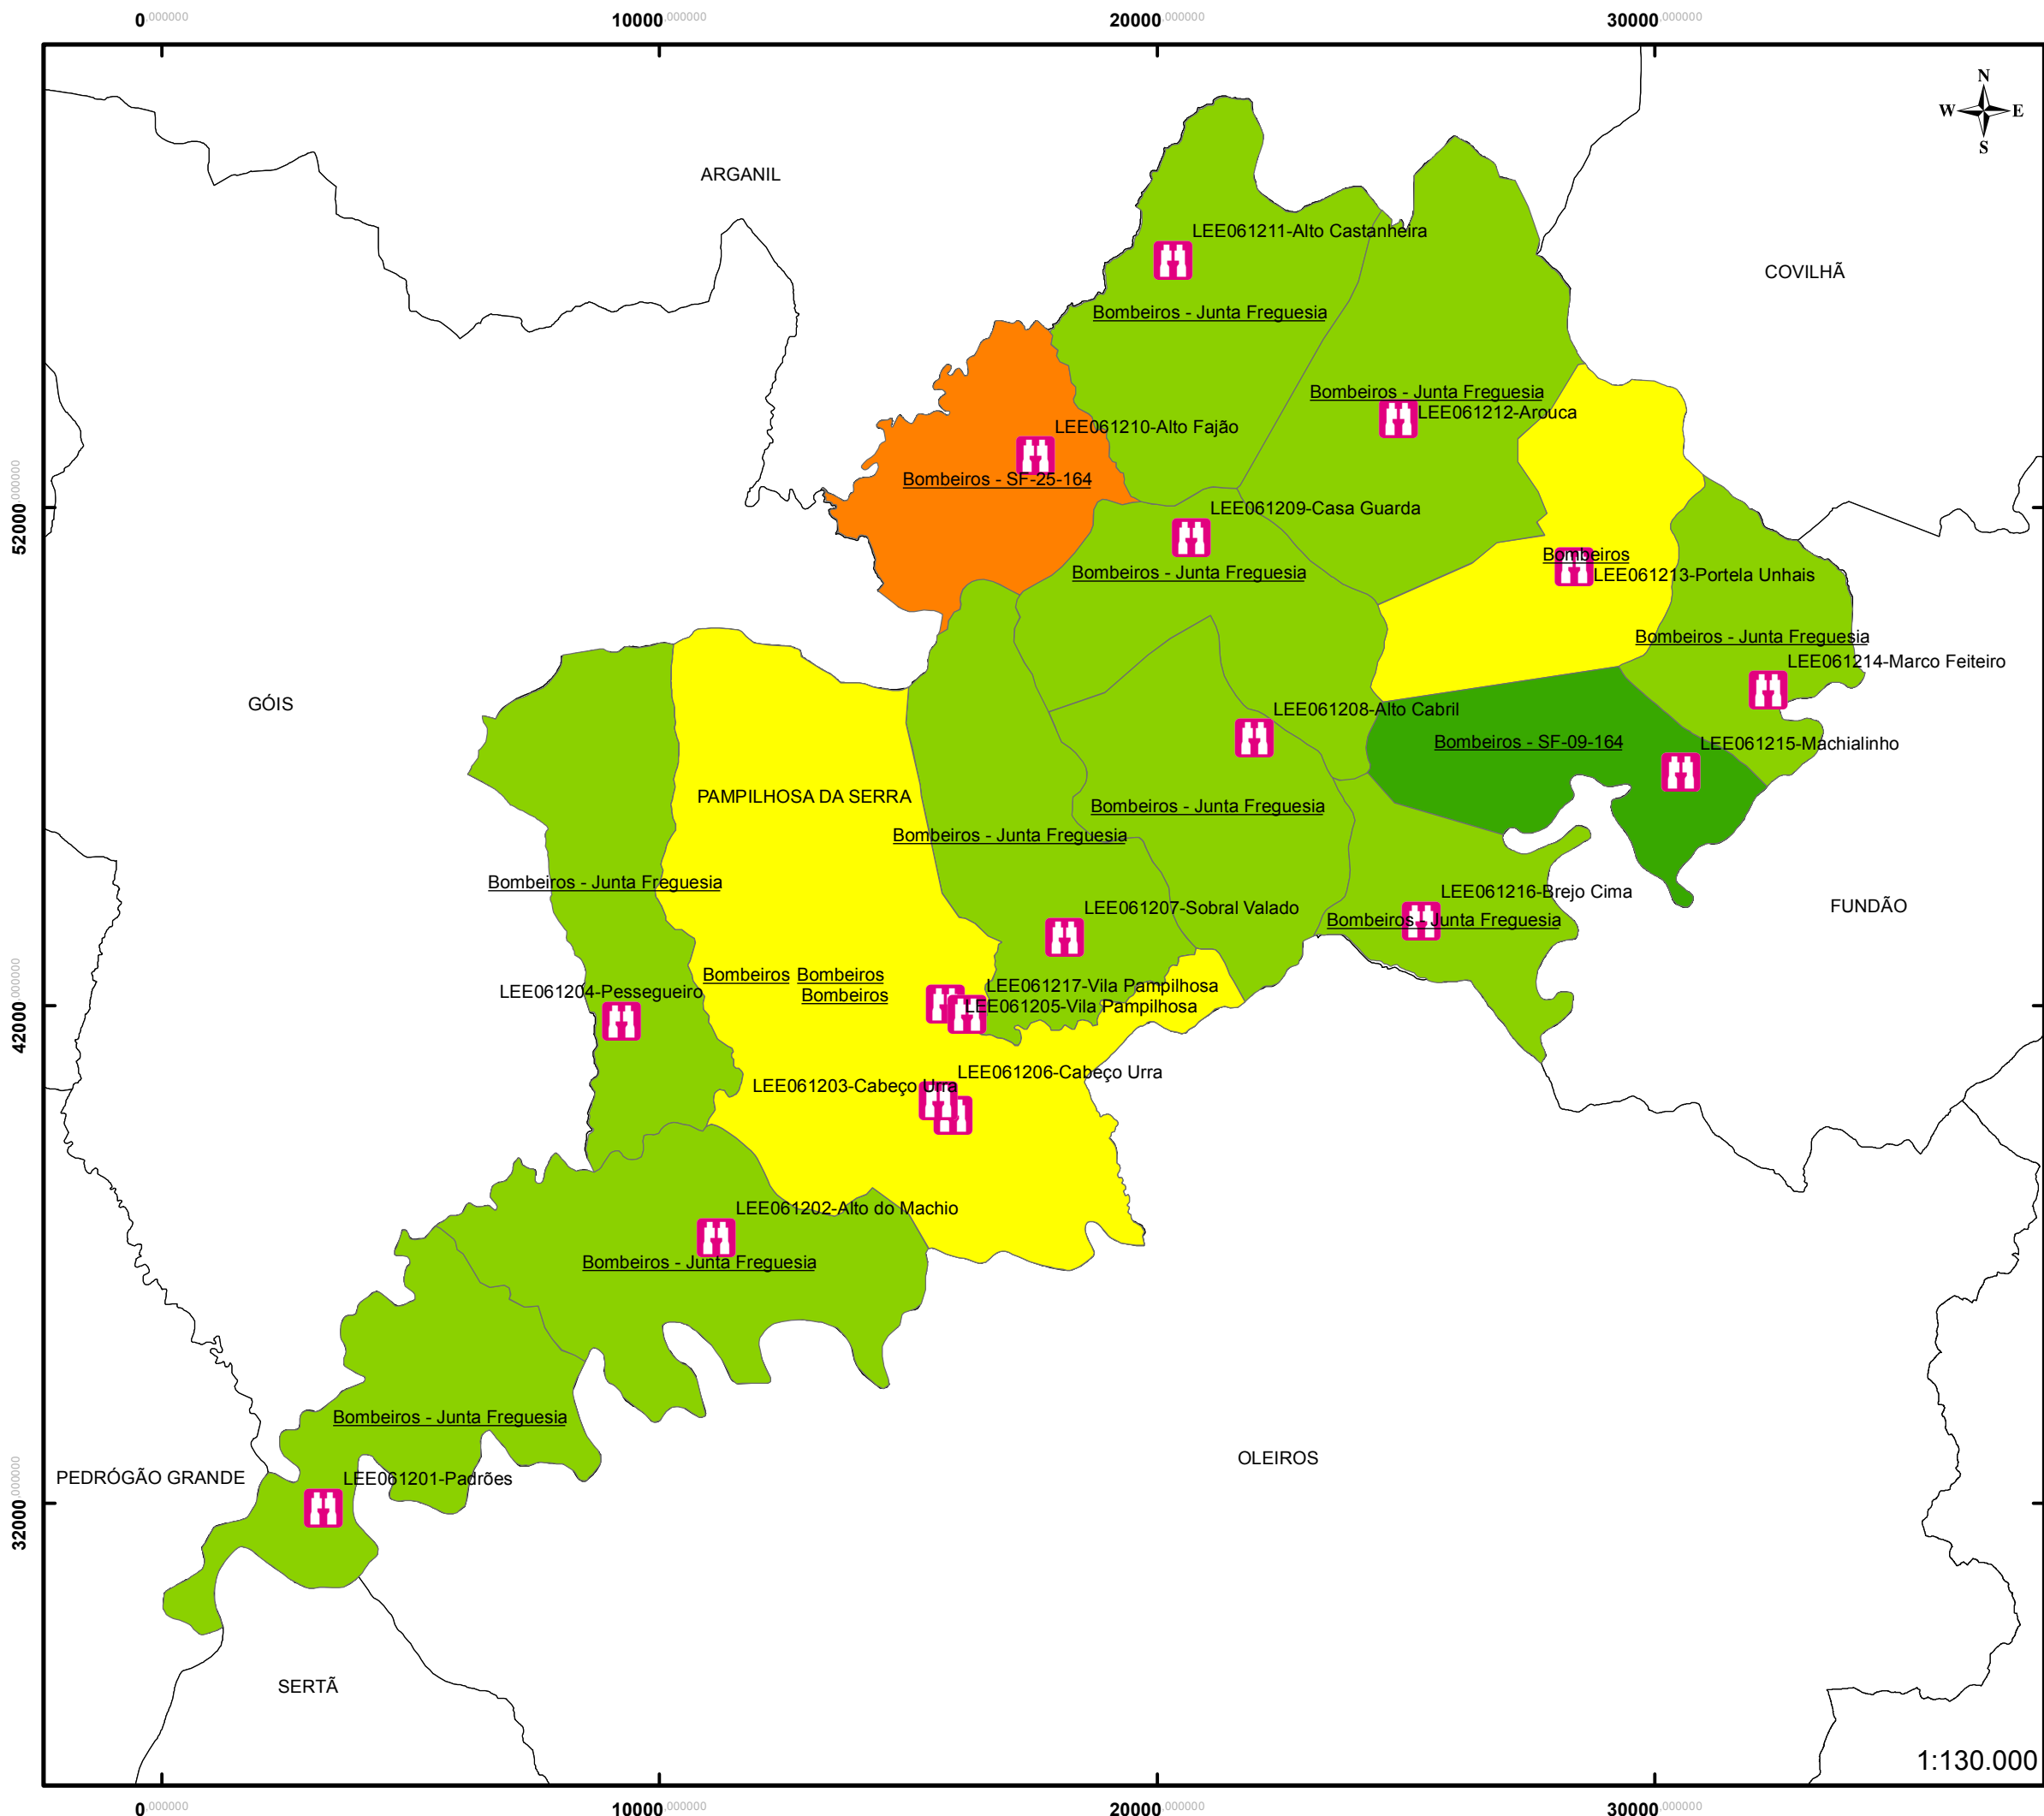 0,000000 10000,000000 20000,000000 30000,000000
N
W E
S
ARGANIL
LEE061211-Alto Castanheira
COVILHÃ
Bombeiros - Junta Freguesia
Bombeiros - Junta Freguesia
LEE061212-Arouca
LEE061210-Alto Fajão
Bombeiros - SF-25-164
52000,000000
LEE061209-Casa Guarda
Bombeiros
Bombeiros - Junta Freguesia
LEE061213-Portela Unhais
Bombeiros - Junta Freguesia
LEE061214-Marco Feiteiro
GÓIS
LEE061208-Alto Cabril
Bombeiros - SF-09-164
LEE061215-Machialinho
PAMPILHOSA DA SERRA
Bombeiros - Junta Freguesia
Bombeiros - Junta Freguesia
Bombeiros - Junta Freguesia
LEE061216-Brejo Cima
FUNDÃO
LEE061207-Sobral Valado
Bombeiros - Junta Freguesia
Bombeiros Bombeiros
LEE061217-Vila Pampilhosa
LEE061204-Pessegueiro
Bombeiros
LEE061205-Vila Pampilhosa
42000,000000
LEE061206-Cabeço Urra
LEE061203-Cabeço Urra
LEE061202-Alto do Machio
Bombeiros - Junta Freguesia
Bombeiros - Junta Freguesia
OLEIROS
PEDRÓGÃO GRANDE
LEE061201-Padrões
32000,000000
SERTÃ
1:130.000
0,000000 10000,000000 20000,000000 30000,000000